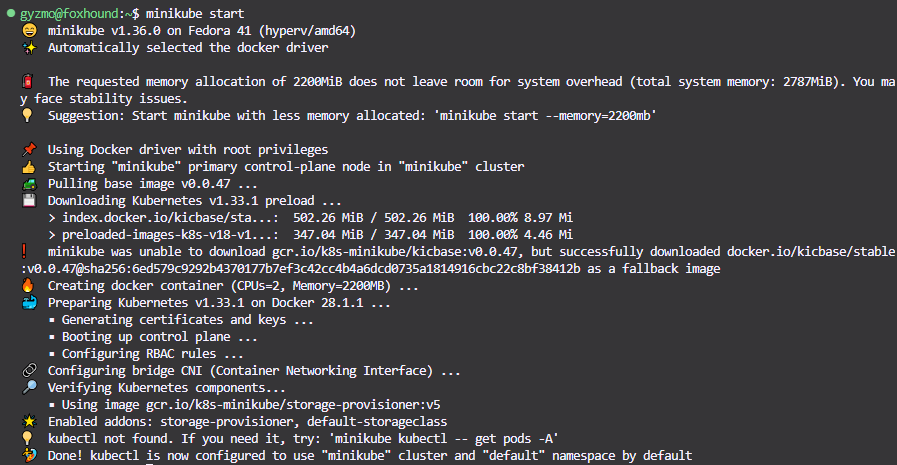 gyzmo@foxhound:~$ minikube start
😄 minikube v1.36.0 on Fedora 41 (hyperv/amd64)
✨ Automatically selected the docker driver
🧯 The requested memory allocation of 2200MiB does not leave room for system overhead (total system memory: 2787MiB). You ma
y face stability issues.
💡 Suggestion: Start minikube with less memory allocated: 'minikube start --memory=2200mb'
📌 Using Docker driver with root privileges
👍 Starting "minikube" primary control-plane node in "minikube" cluster
🚜 Pulling base image v0.0.47 ...
💾 Downloading Kubernetes v1.33.1 preload ...
> index.docker.io/kicbase/sta...: 502.26 MiB / 502.26 MiB 100.00% 8.97 Mi
> preloaded-images-k8s-v18-v1...: 347.04 MiB / 347.04 MiB 100.00% 4.46 Mi
❗ minikube was unable to download gcr.io/k8s-minikube/kicbase:v0.0.47, but successfully downloaded docker.io/kicbase/stable
:v0.0.47@sha256:6ed579c9292b4370177b7ef3c42cc4b4a6dcd0735a1814916cbc22c8bf38412b as a fallback image
🔥 Creating docker container (CPUs=2, Memory=2200MB) ...
🐳 Preparing Kubernetes v1.33.1 on Docker 28.1.1 ...
▪ Generating certificates and keys ...
▪ Booting up control plane ...
▪ Configuring RBAC rules ...
🔗 Configuring bridge CNI (Container Networking Interface) ...
🔎 Verifying Kubernetes components...
▪ Using image gcr.io/k8s-minikube/storage-provisioner:v5
🌟 Enabled addons: storage-provisioner, default-storageclass
💡 kubectl not found. If you need it, try: 'minikube kubectl -- get pods -A'
🏄 Done! kubectl is now configured to use "minikube" cluster and "default" namespace by default